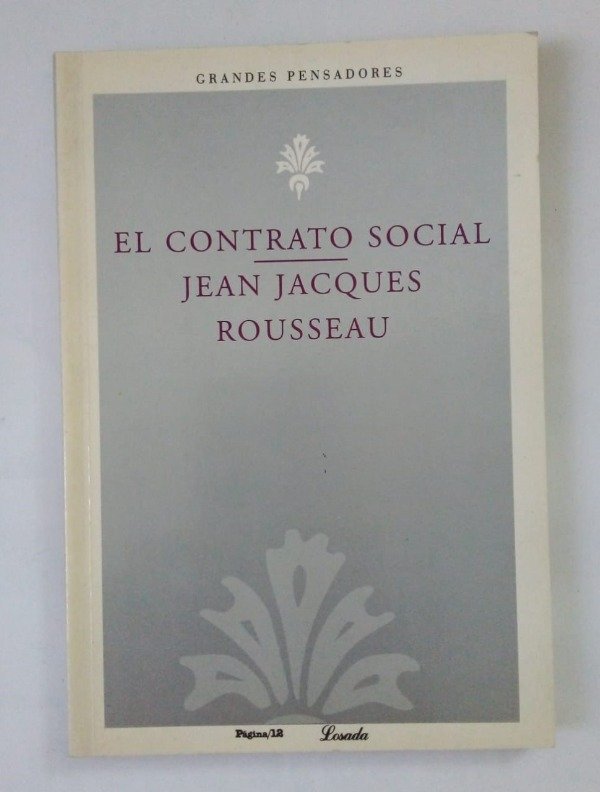 GRANDES PENSADORES
EL CONTRATO SOCIAL
JEAN JACQUES
ROUSSEAU
Página/12 Losada